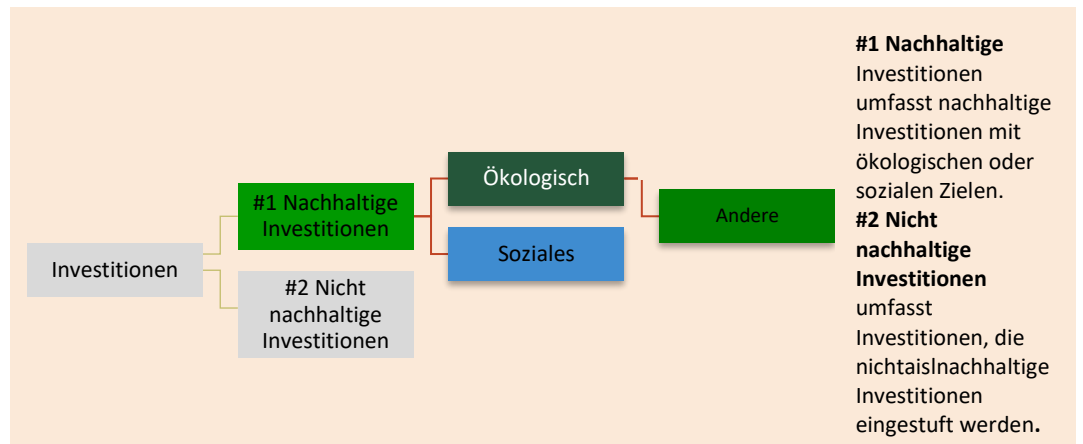 Investitionen
#1 Nachhaltige
Investitionen
#2 Nicht
nachhaltige
Investitionen
Ökologisch
Soziales
Andere
#1 Nachhaltige
Investitionen
umfasst nachhaltige
Investitionen mit
ökologischen oder
sozialen Zielen.
#2 Nicht
nachhaltige
Investitionen
umfasst
Investitionen, die
nichtaislnachhaltige
Investitionen
eingestuft werden.